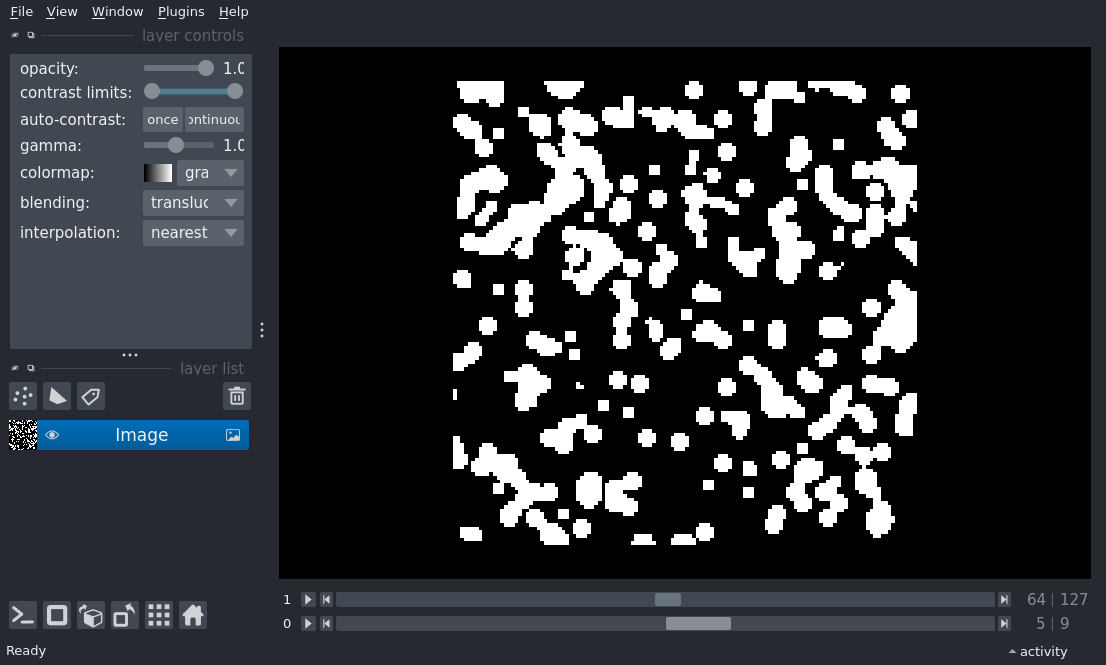 File View Window Plugins Help
layer controls
opacity: 1.0
contrast limits:
auto-contrast: once ontinuou
gamma: 1.0
colormap: gra
blending: transluc
interpolation: nearest
layer list
Image
1 64 | 127
0 5 | 9
Ready activity